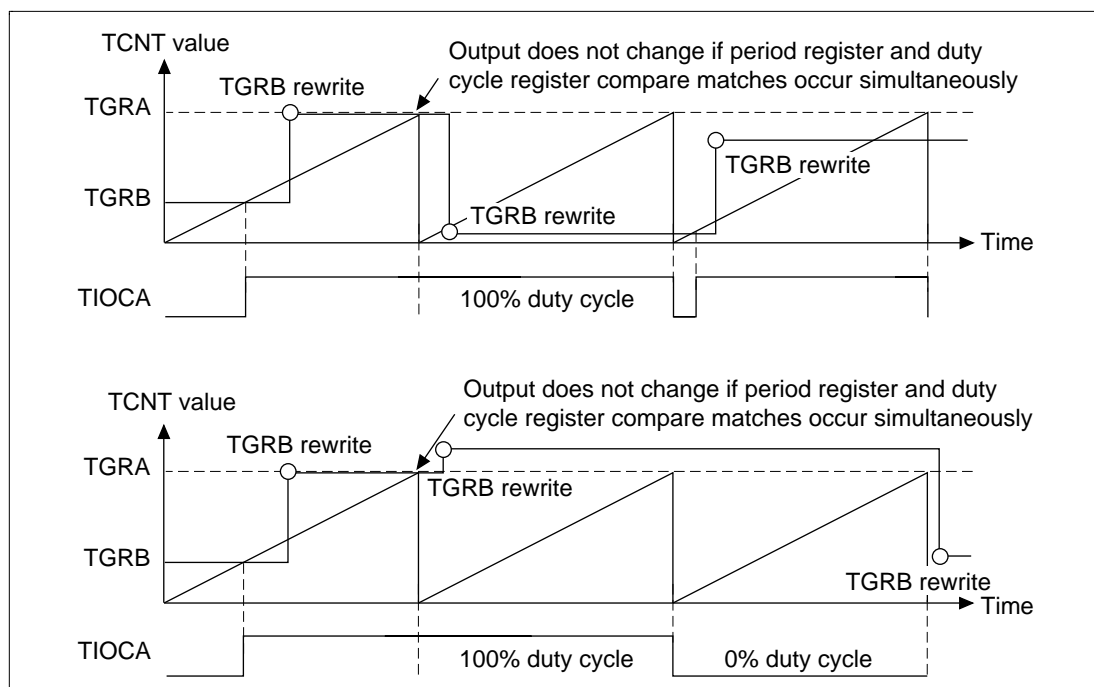 TCNT value
Output does not change if period register and duty
cycle register compare matches occur simultaneously
TGRB rewrite
TGRA
TGRB rewrite
TGRB
TGRB rewrite
Time
TIOCA
100% duty cycle
Output does not change if period register and duty
cycle register compare matches occur simultaneously
TCNT value
TGRB rewrite
TGRA
TGRB rewrite
TGRB
TGRB rewrite
Time
TIOCA
100% duty cycle
0% duty cycle